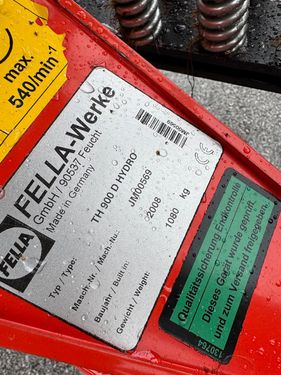 max.
540/min⁻¹
FELLA
FELLA-Werke
GmbH / 90537 Feucht
Made in Germany
Typ / Type: TH 900 D HYDRO
Masch.-Nr./ Mach.-No.: JM00569
Baujahr / Built in: 2008
Gewicht / Weight: 1080 kg
Qualitätssicherung Endkontrolle
Dieses Gerät wurde geprüft
und zum Versand freigegeben.
130764